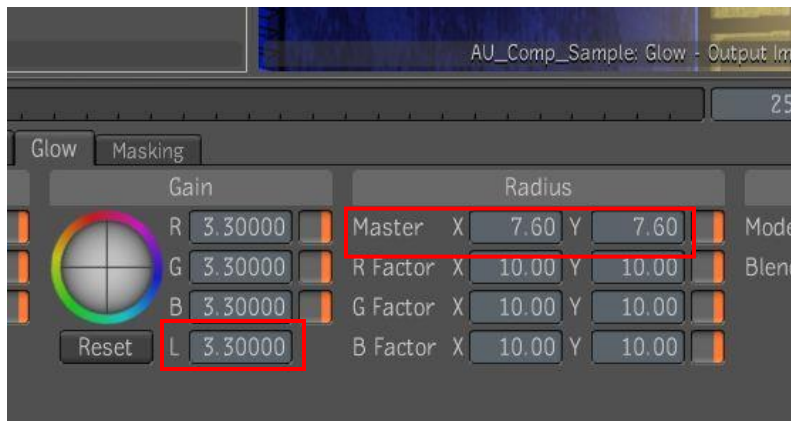 AU_Comp_Sample: Glow - Output Im
25
Glow Masking
Gain Radius
R 3.30000 Master X 7.60 Y 7.60 Mode
G 3.30000 R Factor X 10.00 Y 10.00 Blend
B 3.30000 G Factor X 10.00 Y 10.00
Reset L 3.30000 B Factor X 10.00 Y 10.00